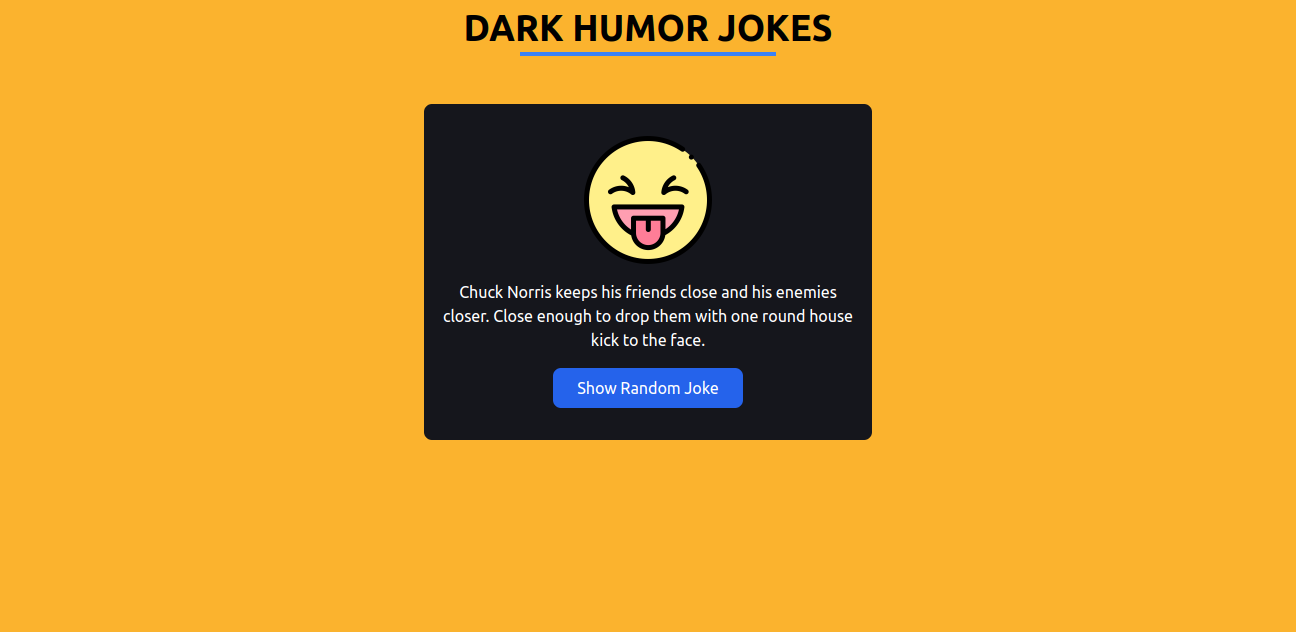 DARK HUMOR JOKES
Chuck Norris keeps his friends close and his enemies
closer. Close enough to drop them with one round house
kick to the face.
Show Random Joke